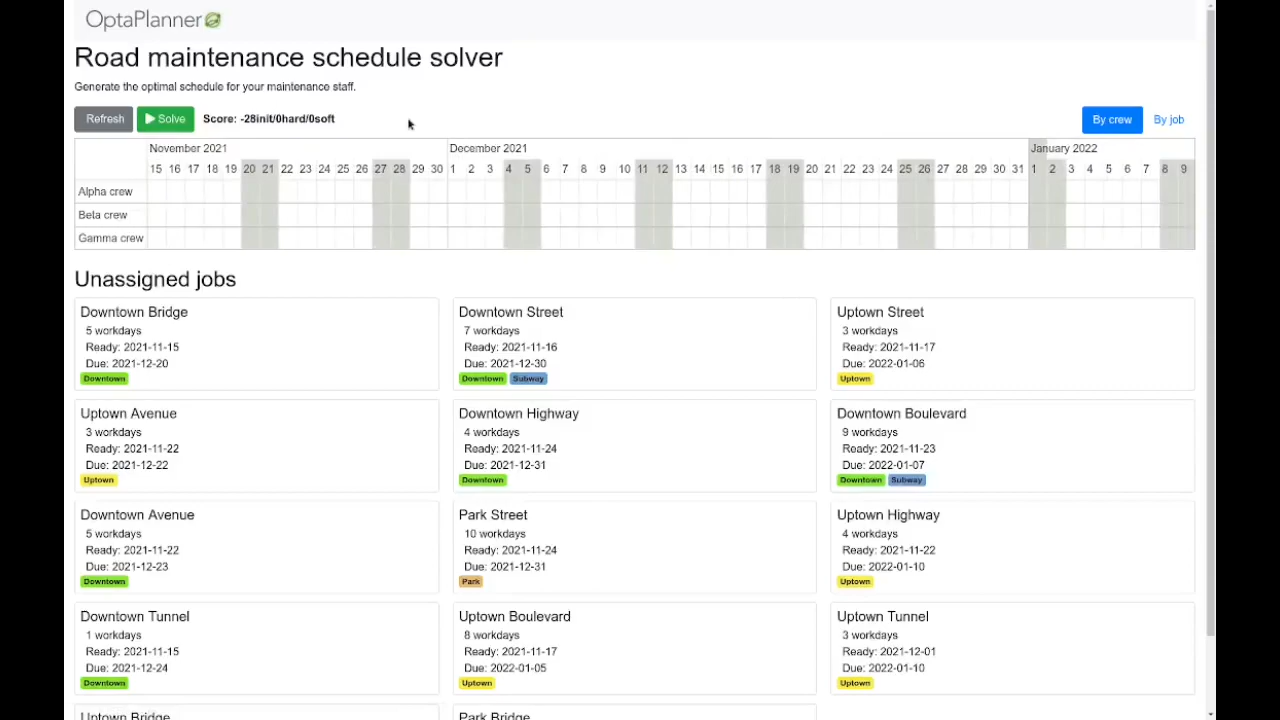 OptaPlanner
Road maintenance schedule solver
Generate the optimal schedule for your maintenance staff.
Refresh Solve Score: -28init/0hard/0soft By crew By job
November 2021 December 2021 January 2022
15 16 17 18 19 20 21 22 23 24 25 26 27 28 29 30 1 2 3 4 5 6 7 8 9 10 11 12 13 14 15 16 17 18 19 20 21 22 23 24 25 26 27 28 29 30 31 1 2 3 4 5 6 7 8 9
Alpha crew
Beta crew
Gamma crew
Unassigned jobs
Downtown Bridge
5 workdays
Ready: 2021-11-15
Due: 2021-12-20
Downtown
Downtown Street
7 workdays
Ready: 2021-11-16
Due: 2021-12-30
Downtown Subway
Uptown Street
3 workdays
Ready: 2021-11-17
Due: 2022-01-06
Uptown
Uptown Avenue
3 workdays
Ready: 2021-11-22
Due: 2021-12-22
Uptown
Downtown Highway
4 workdays
Ready: 2021-11-24
Due: 2021-12-31
Downtown
Downtown Boulevard
9 workdays
Ready: 2021-11-23
Due: 2022-01-07
Downtown Subway
Downtown Avenue
5 workdays
Ready: 2021-11-22
Due: 2021-12-23
Downtown
Park Street
10 workdays
Ready: 2021-11-24
Due: 2021-12-31
Park
Uptown Highway
4 workdays
Ready: 2021-11-22
Due: 2022-01-10
Uptown
Downtown Tunnel
1 workdays
Ready: 2021-11-15
Due: 2021-12-24
Downtown
Uptown Boulevard
8 workdays
Ready: 2021-11-17
Due: 2022-01-05
Uptown
Uptown Tunnel
3 workdays
Ready: 2021-12-01
Due: 2022-01-10
Uptown
Uptown Bridge
Park Bridge